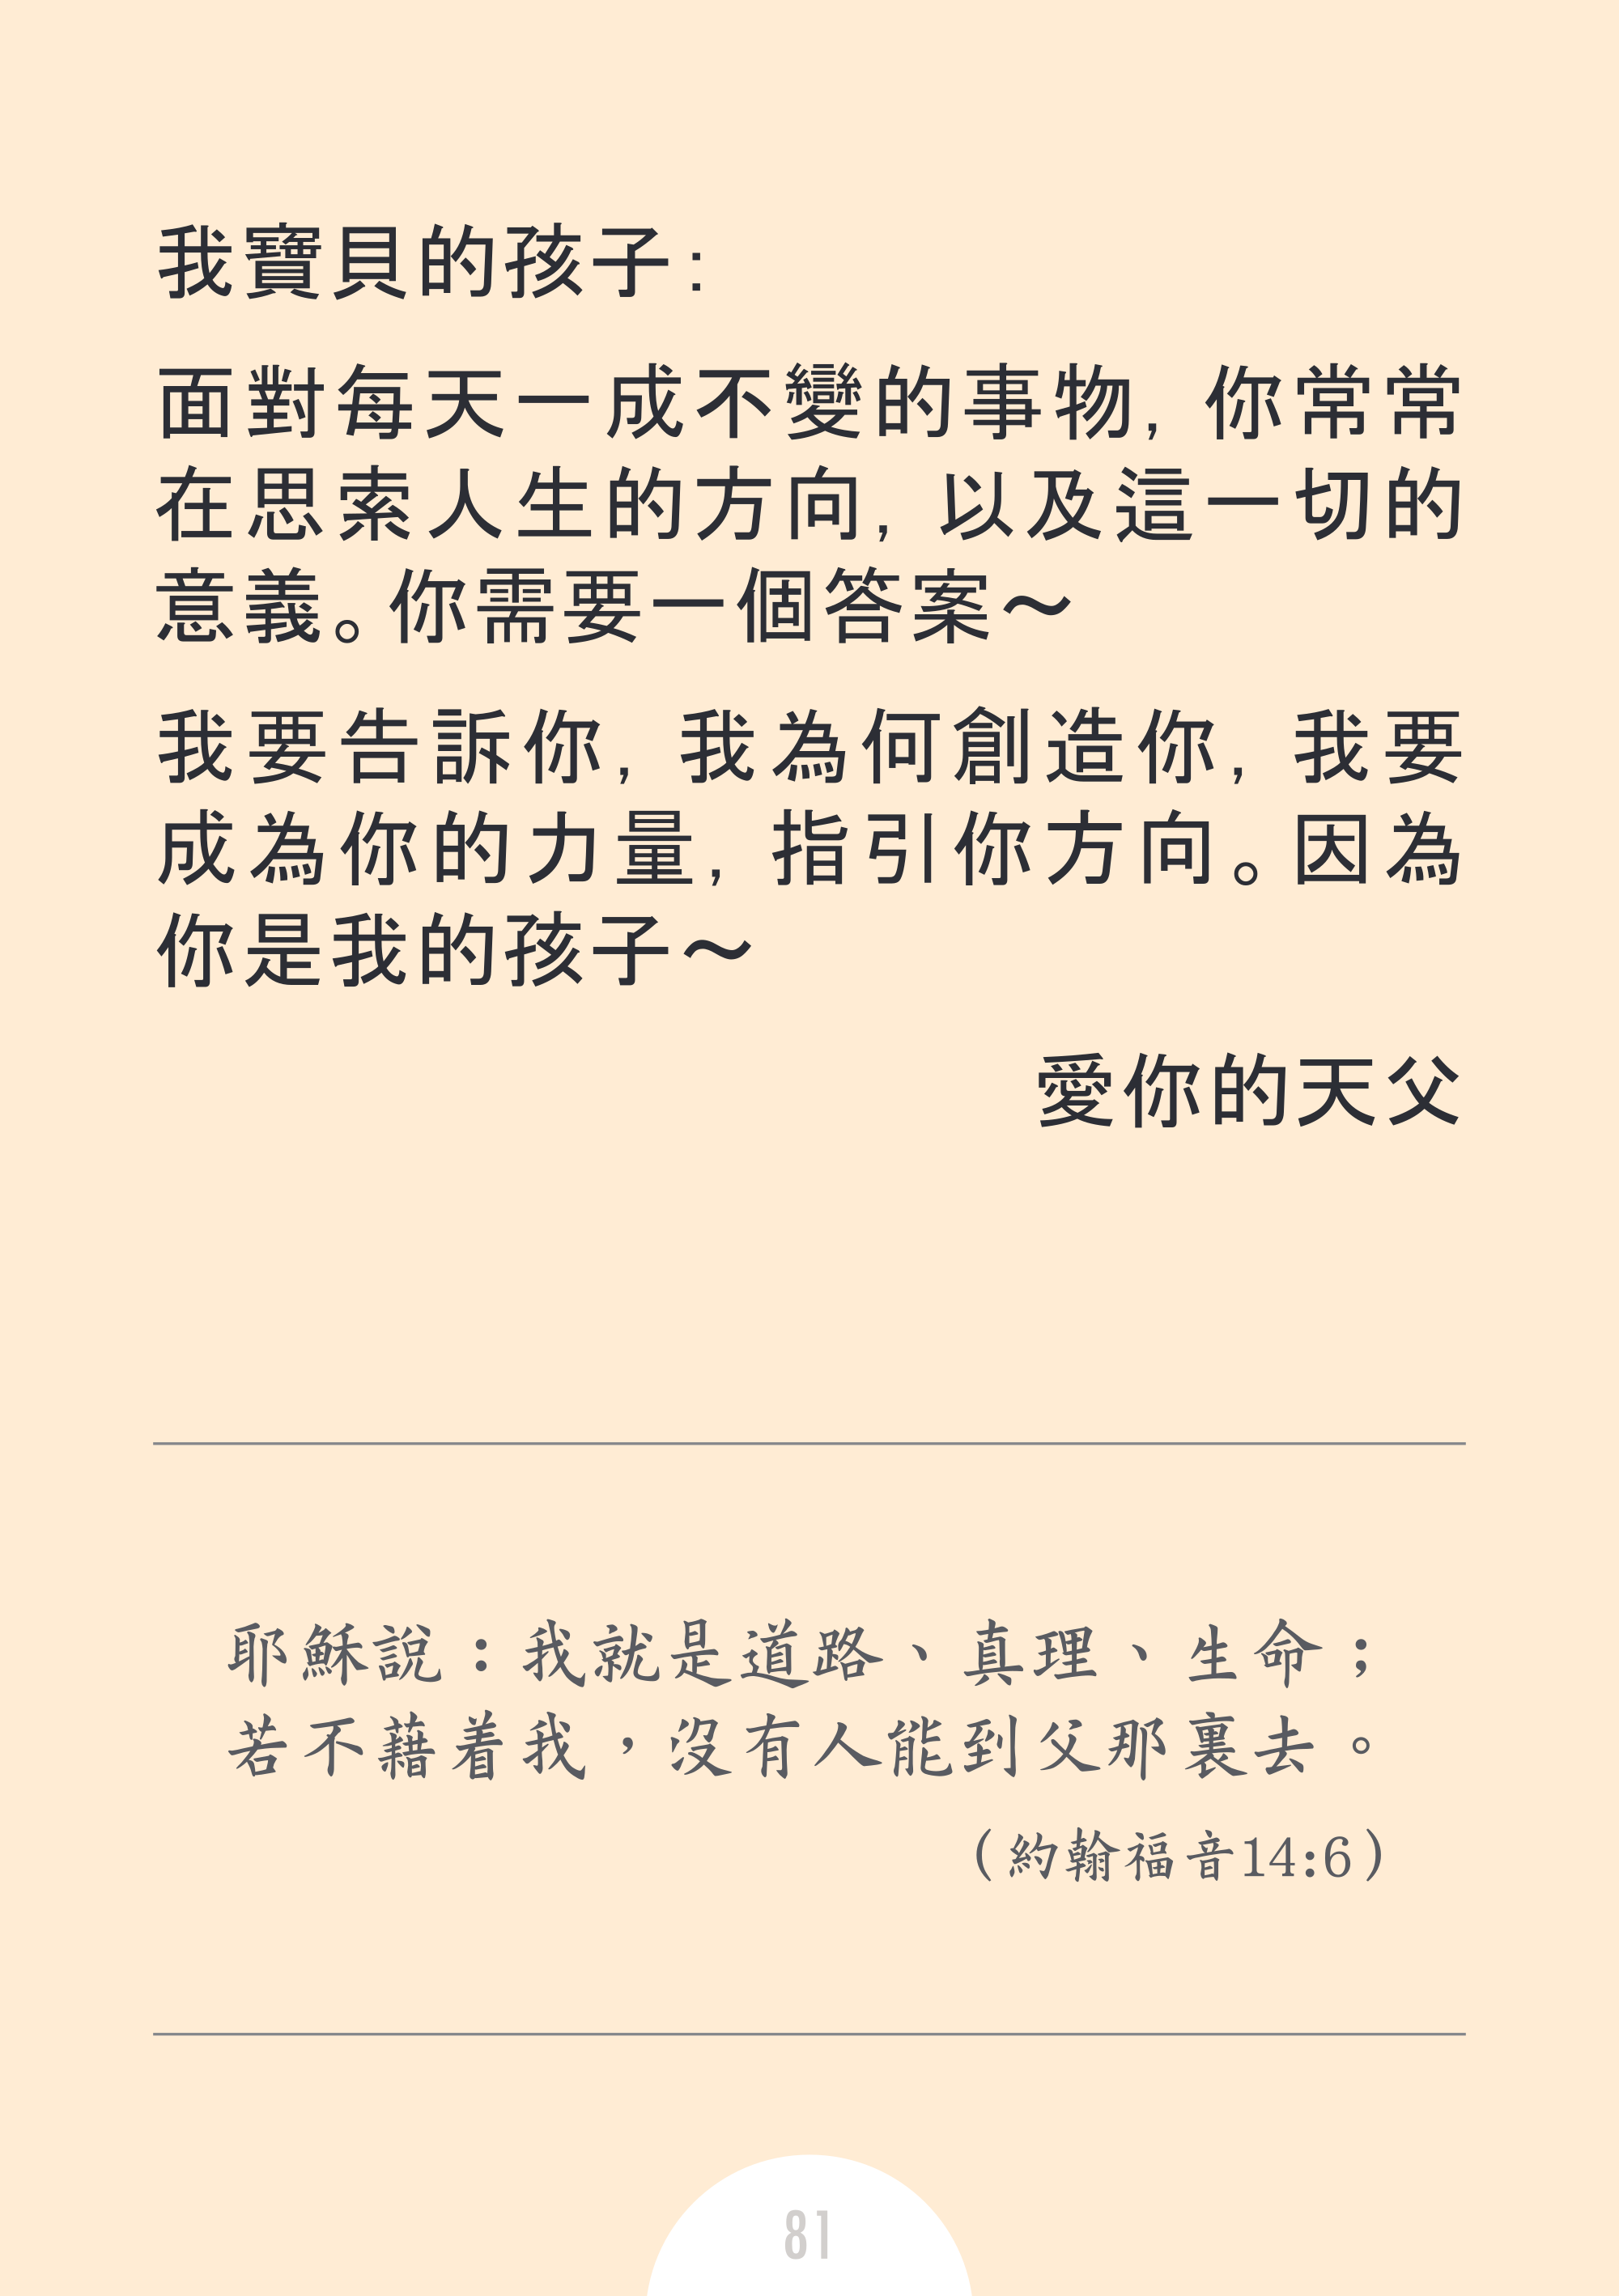 我寶貝的孩子:
面對每天一成不變的事物, 你常常
在思索人生的方向, 以及這一切的
意義。你需要一個答案~
我要告訴你, 我為何創造你, 我要
成為你的力量, 指引你方向。因為
你是我的孩子~
愛你的天父
耶穌說：我就是道路、真理、生命；
若不藉着我，沒有人能到父那裏去。
（約翰福音14:6）
81